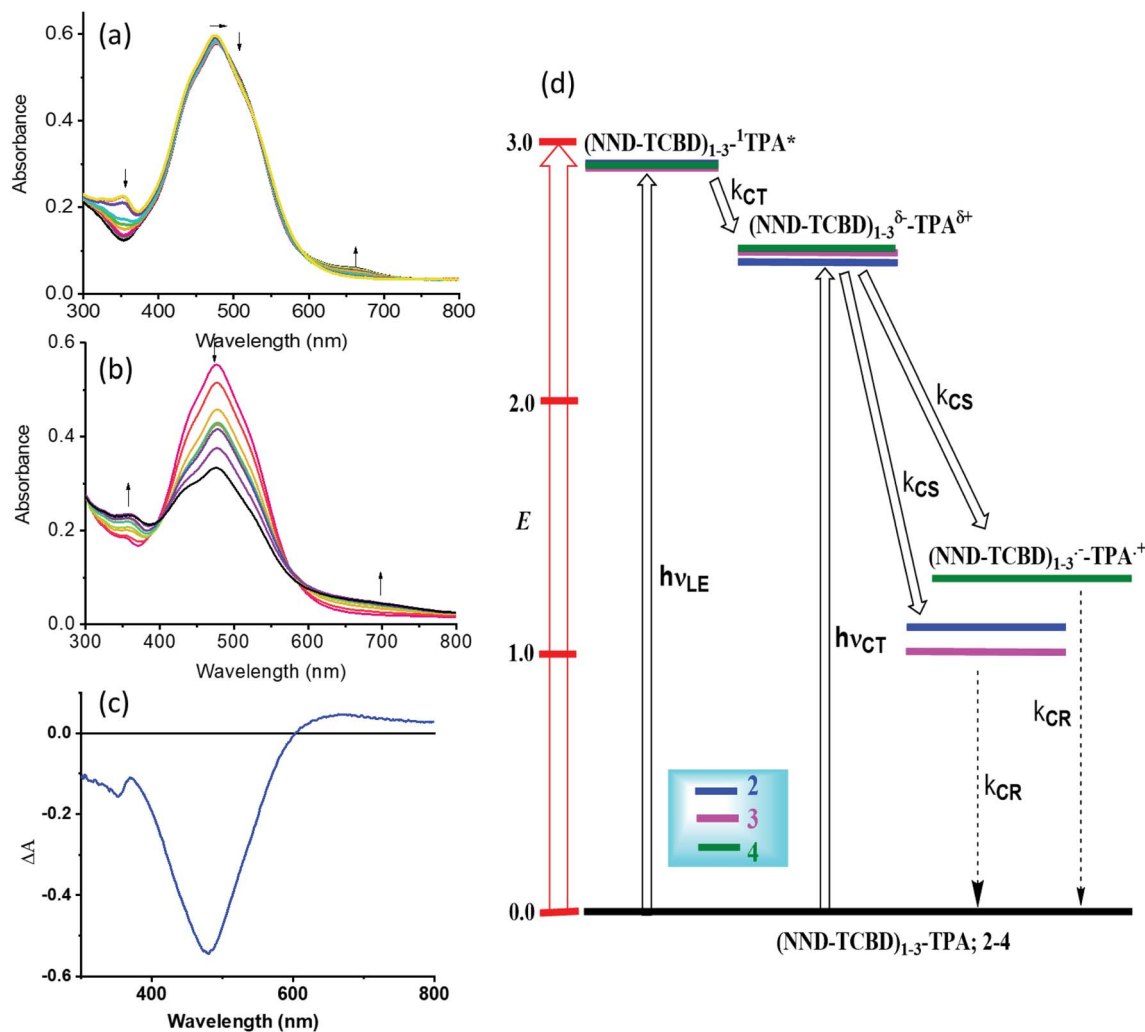 (a)
0.6
0.4
0.2
0.0
Absorbance
300 400 500 600 700 800
Wavelength (nm)
(b)
0.6
0.4
0.2
0.0
Absorbance
300 400 500 600 700 800
Wavelength (nm)
(c)
0.0
-0.2
-0.4
-0.6
ΔA
400 600 800
Wavelength (nm)
(d)
3.0
2.0
E
1.0
0.0
(NND-TCBD)1-3-1TPA*
kCT
(NND-TCBD)1-3δ--TPAδ+
kCS
kCS
(NND-TCBD)1-3·--TPA·+
hνLE
hνCT
kCR
kCR
2
3
4
(NND-TCBD)1-3-TPA; 2-4